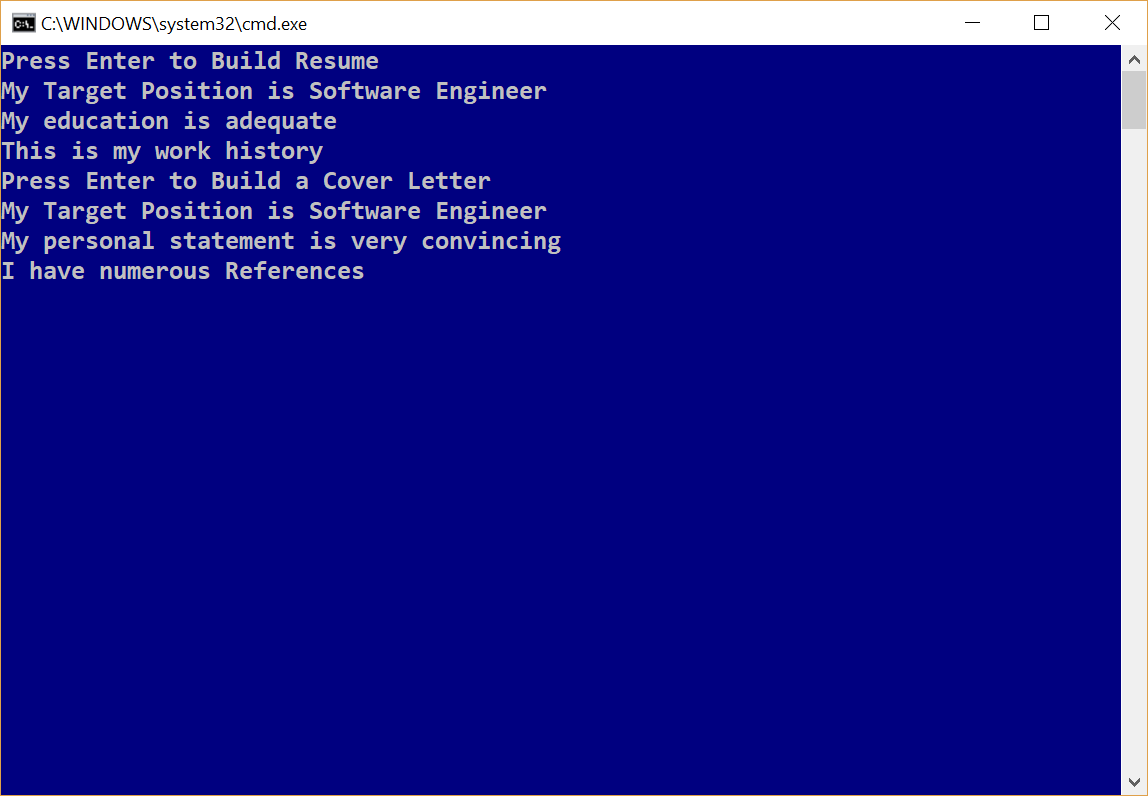 C:\WINDOWS\system32\cmd.exe
Press Enter to Build Resume
My Target Position is Software Engineer
My education is adequate
This is my work history
Press Enter to Build a Cover Letter
My Target Position is Software Engineer
My personal statement is very convincing
I have numerous References